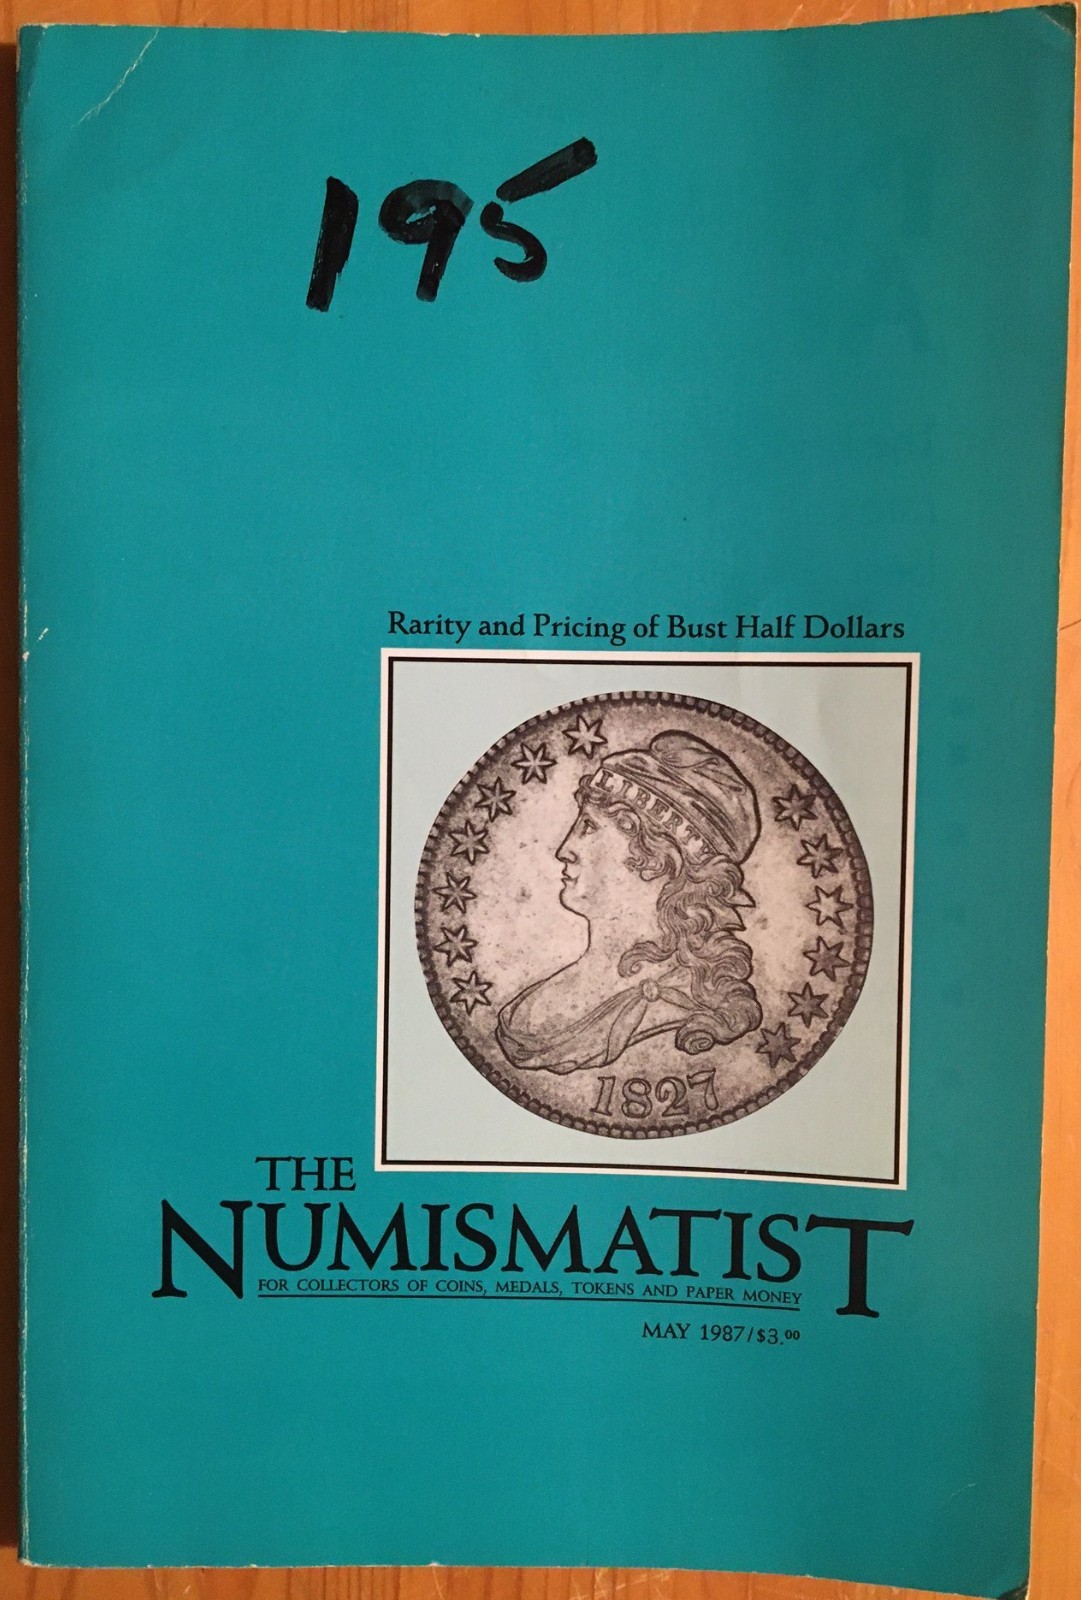 195
Rarity and Pricing of Bust Half Dollars
LIBERTY
1827
THE
NUMISMATIST
FOR COLLECTORS OF COINS, MEDALS, TOKENS AND PAPER MONEY
MAY 1987/$3.00